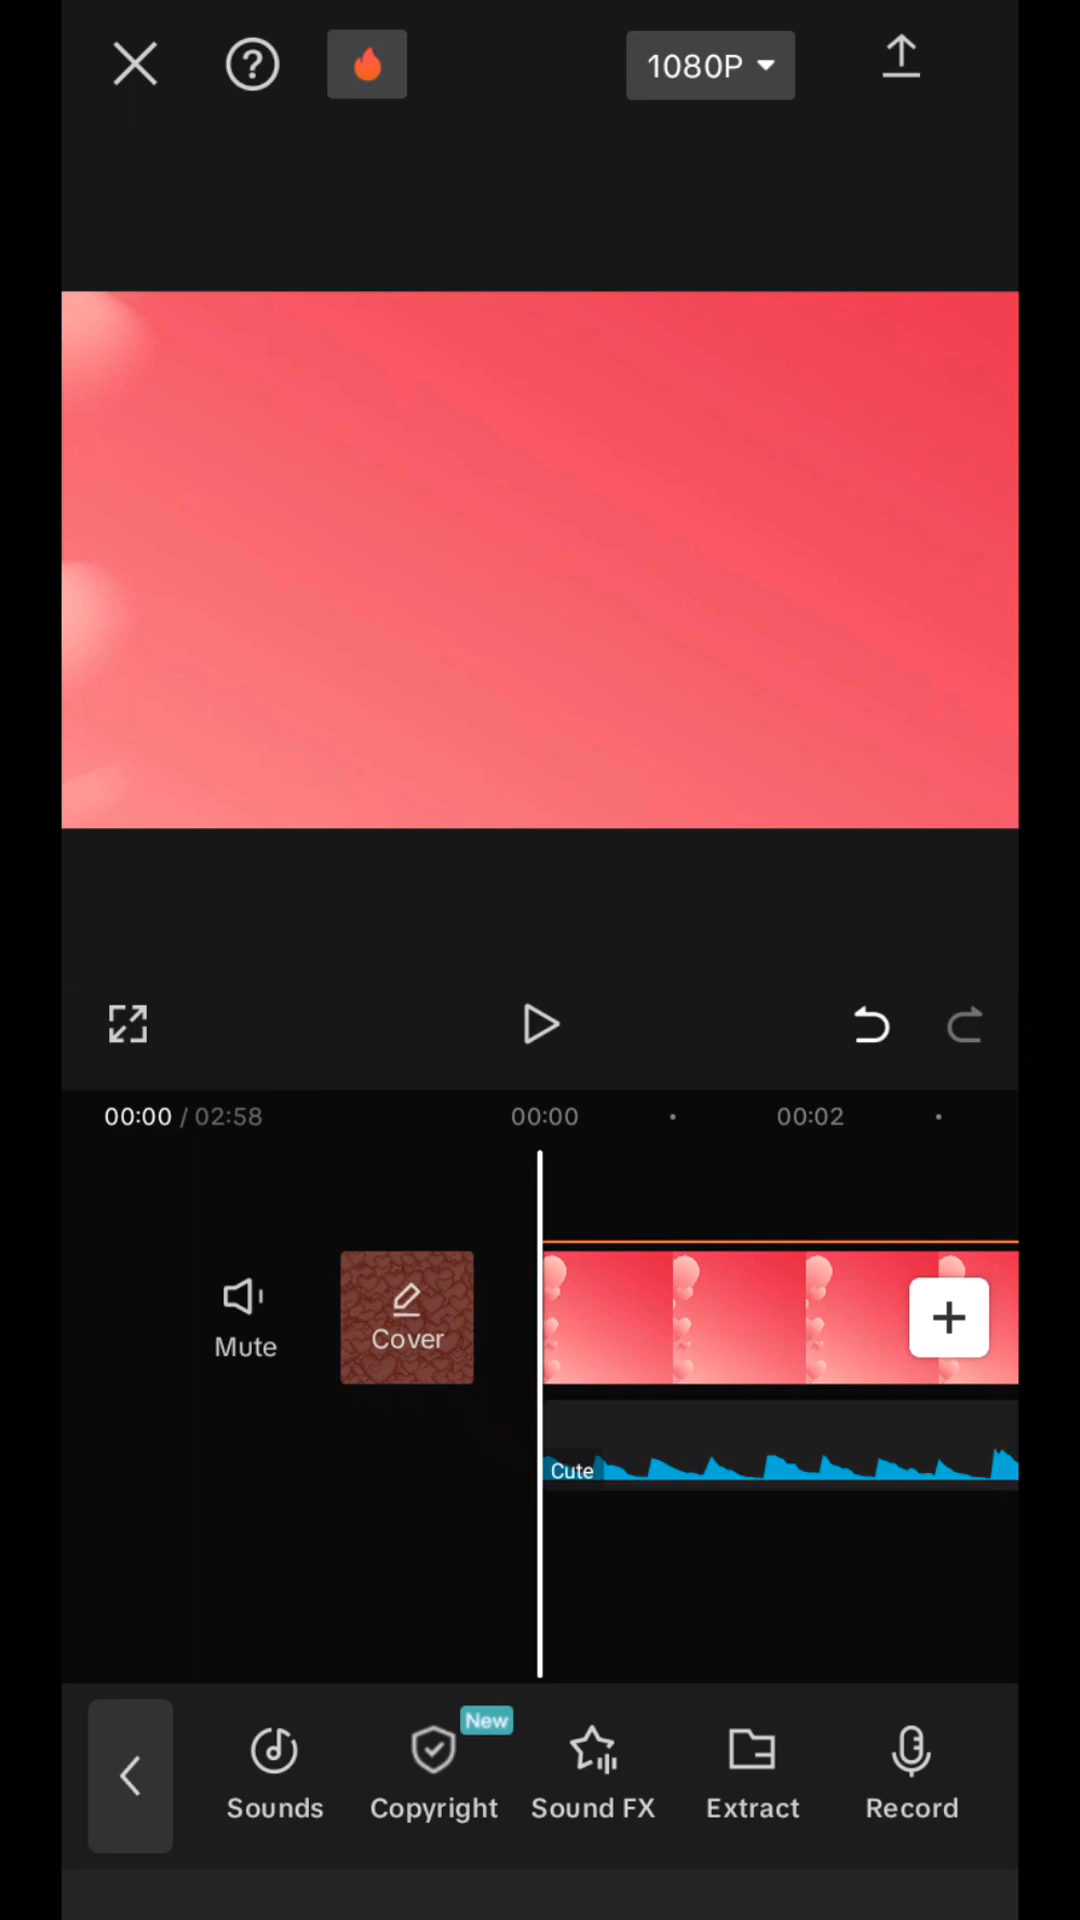 1080P
00:00 / 02:58
00:00
00:02
Mute
Cover
Cute
New
Sounds
Copyright
Sound FX
Extract
Record